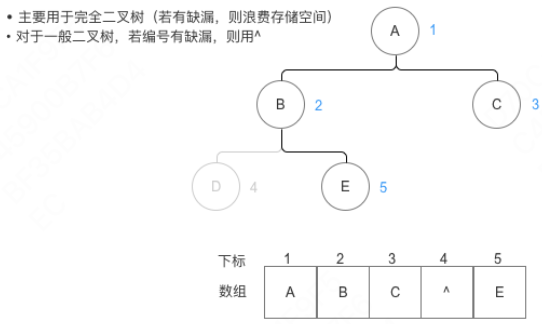 • 主要用于完全二叉树（若有缺漏，则浪费存储空间）
• 对于一般二叉树，若编号有缺漏，则用^
A 1
B 2 C 3
D 4 E 5
下标 1 2 3 4 5
数组 A B C ^ E